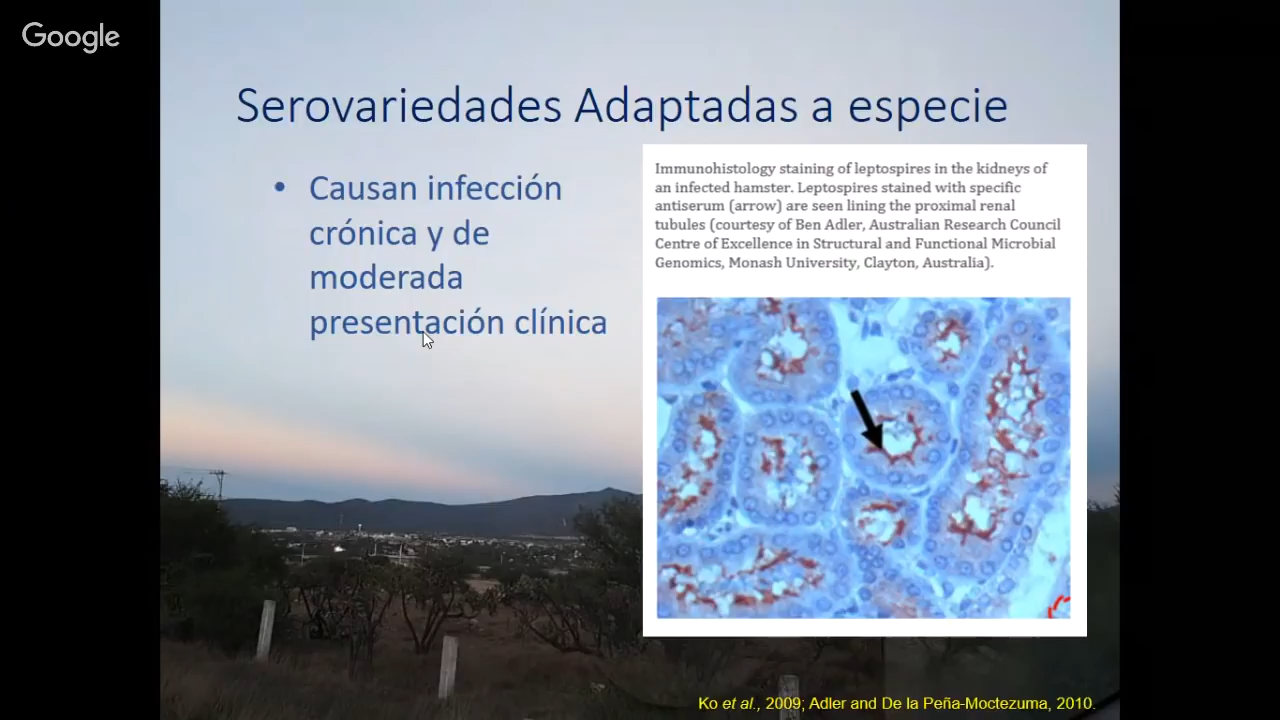 Google
Serovariedades Adaptadas a especie
• Causan infección
crónica y de
moderada
presentación clínica
Immunohistology staining of leptospires in the kidneys of
an infected hamster. Leptospires stained with specific
antiserum (arrow) are seen lining the proximal renal
tubules (courtesy of Ben Adler, Australian Research Council
Centre of Excellence in Structural and Functional Microbial
Genomics, Monash University, Clayton, Australia).
Ko et al., 2009; Adler and De la Peña-Moctezuma, 2010.